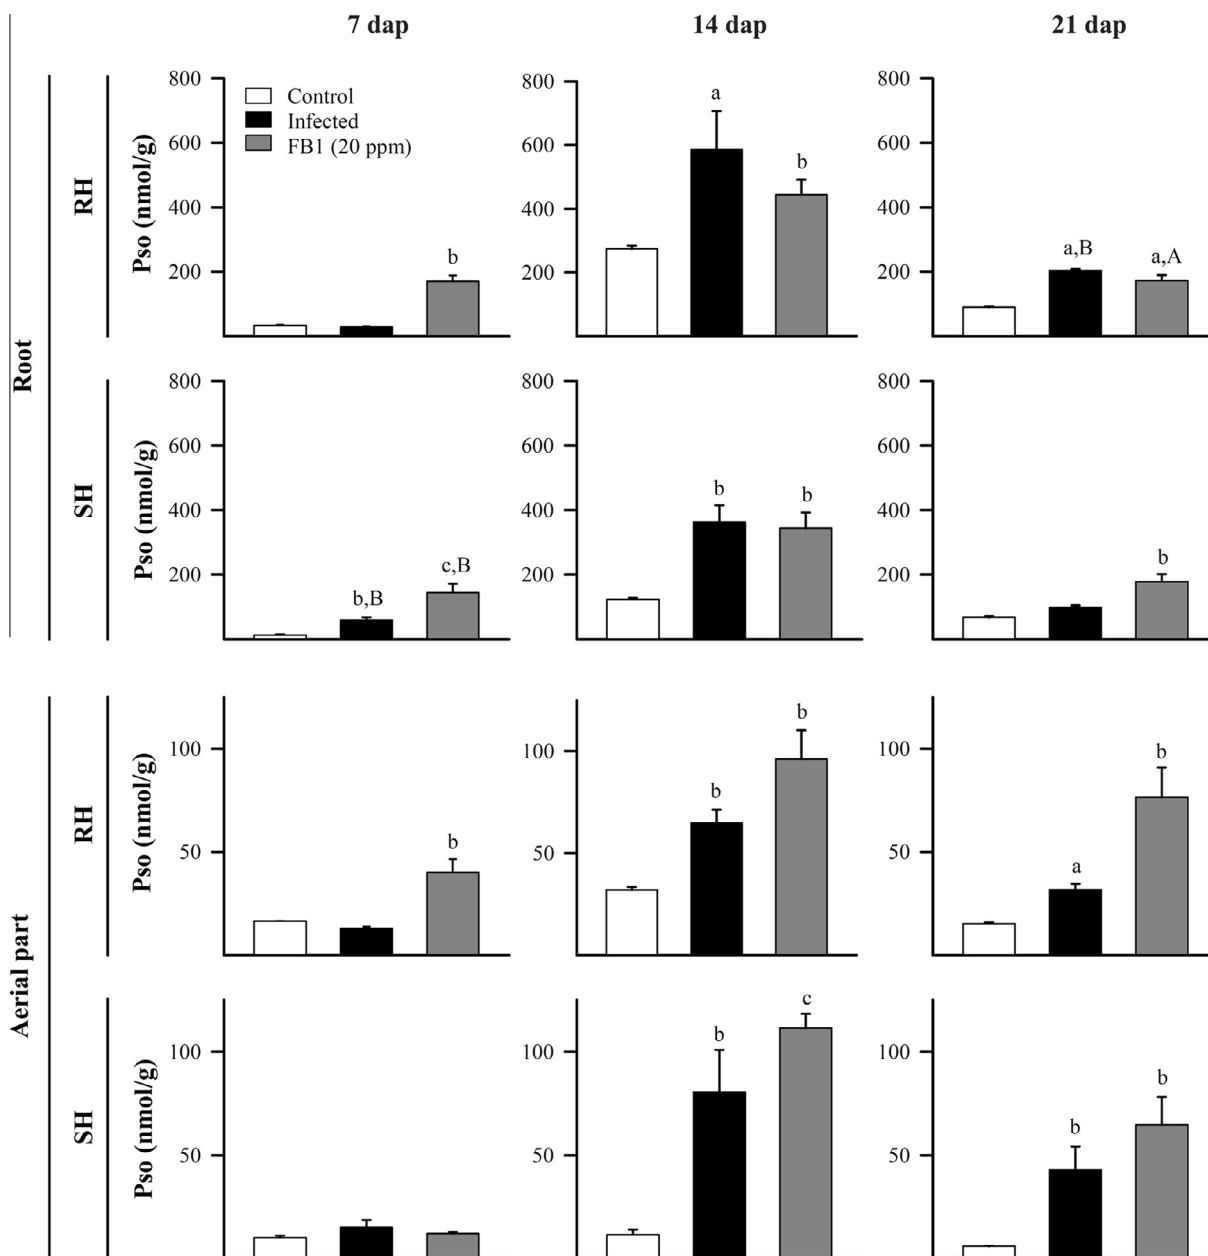 7 dap
14 dap
21 dap
Root
RH
Pso (nmol/g)
800
600
400
200
Control
Infected
FB1 (20 ppm)
b
800
600
400
200
a
b
800
600
400
200
a,B
a,A
SH
Pso (nmol/g)
800
600
400
200
b,B
c,B
800
600
400
200
b
b
800
600
400
200
b
Aerial part
RH
Pso (nmol/g)
100
50
b
100
50
b
b
100
50
a
b
SH
Pso (nmol/g)
100
50
100
50
b
c
100
50
b
b